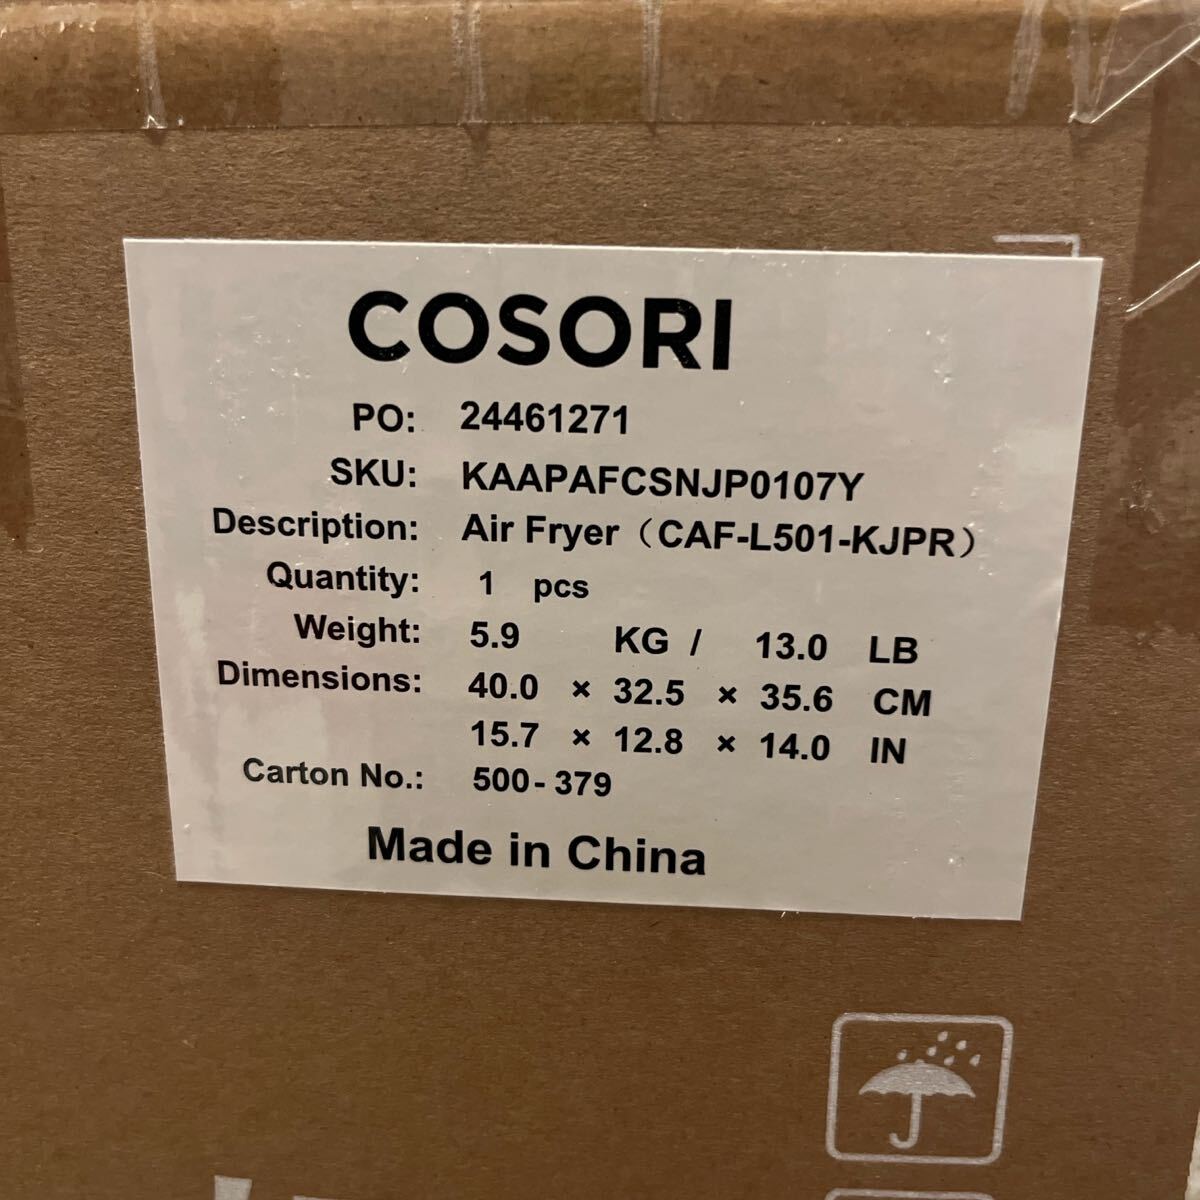 COSORI
PO: 24461271
SKU: KAAPAFCSNJP0107Y
Description: Air Fryer（CAF-L501-KJPR）
Quantity: 1 pcs
Weight: 5.9 KG / 13.0 LB
Dimensions: 40.0 × 32.5 × 35.6 CM
15.7 × 12.8 × 14.0 IN
Carton No.: 500-379
Made in China